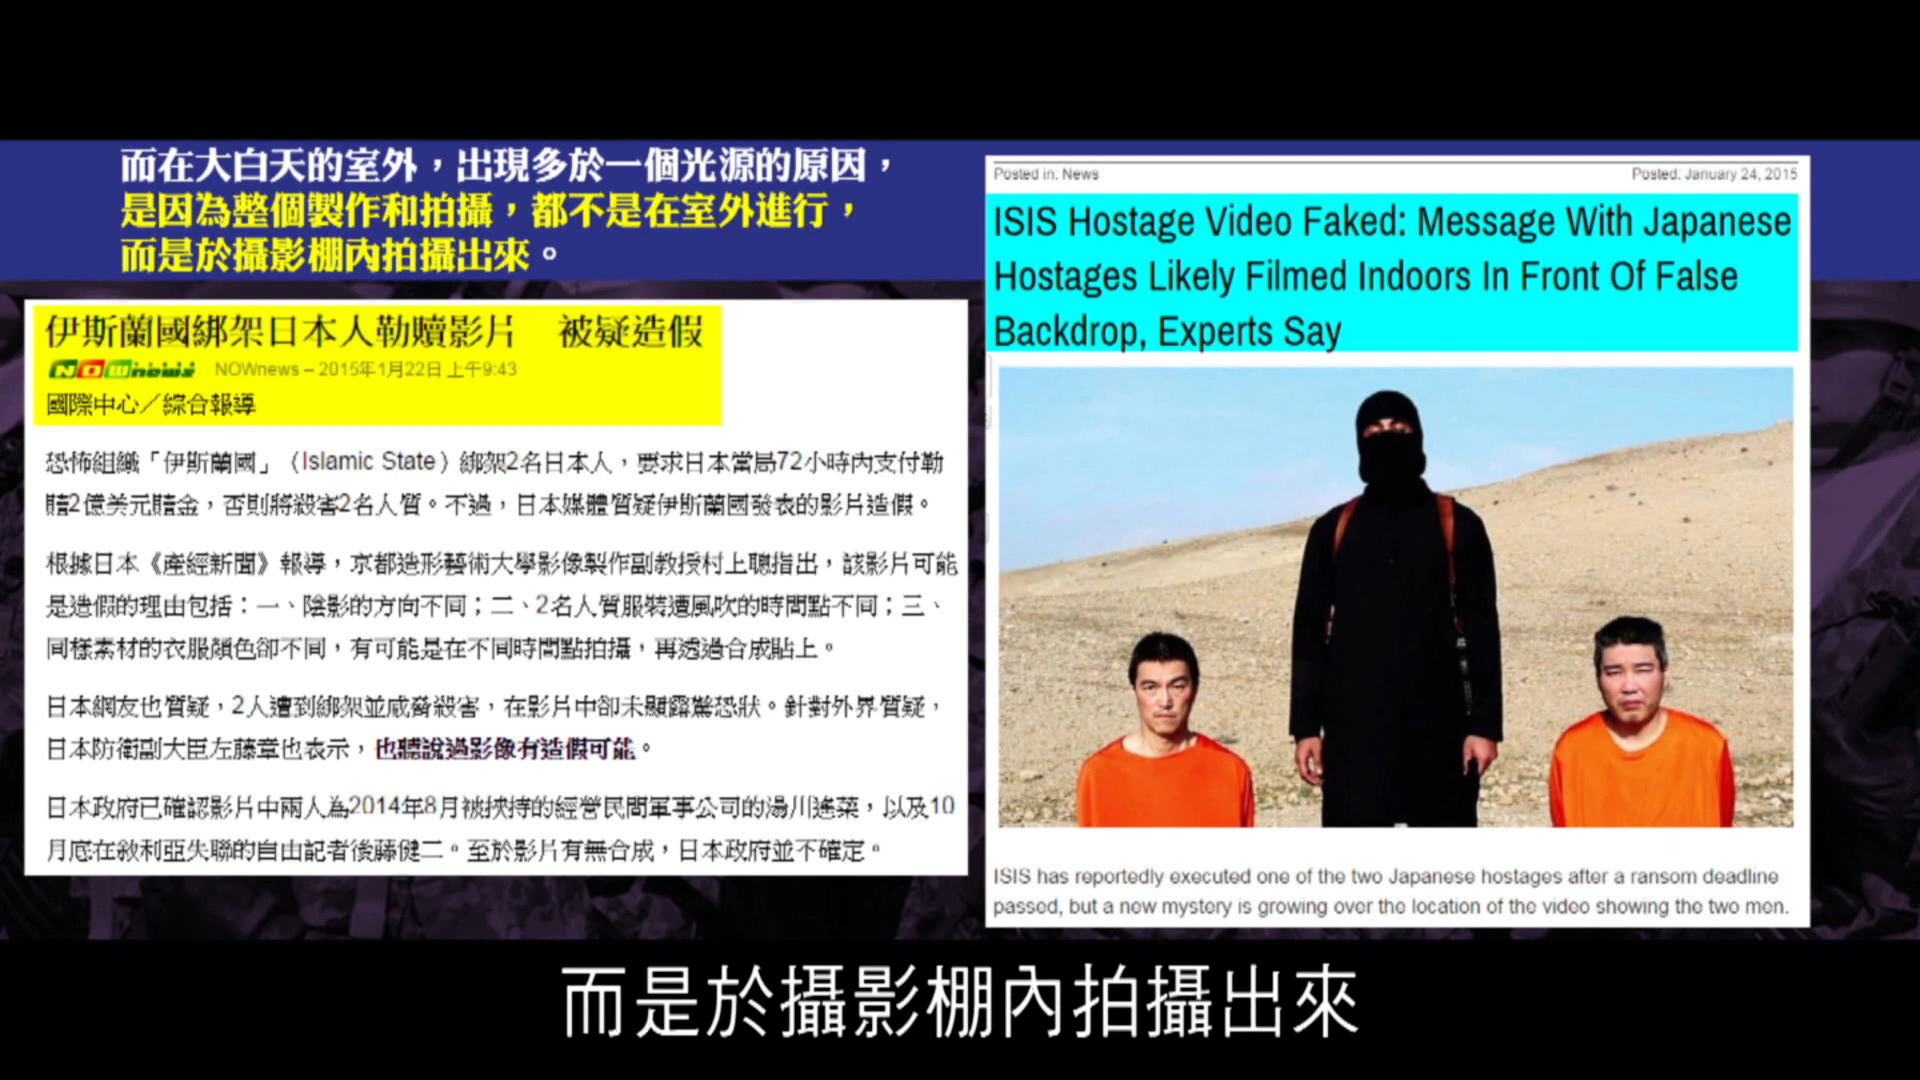 而在大白天的室外，出現多於一個光源的原因，
是因為整個製作和拍攝，都不是在室外進行，
而是於攝影棚內拍攝出來。
伊斯蘭國綁架日本人勒贖影片　被疑造假
NOWnews NOWnews – 2015年1月22日 上午9:43
國際中心／綜合報導
恐怖組織「伊斯蘭國」（Islamic State）綁架2名日本人，要求日本當局72小時內支付勒
贖2億美元贖金，否則將殺害2名人質。不過，日本媒體質疑伊斯蘭國發表的影片造假。
根據日本《產經新聞》報導，京都造形藝術大學影像製作副教授村上聰指出，該影片可能
是造假的理由包括：一、陰影的方向不同；二、2名人質服裝遭風吹的時間點不同；三、
同樣素材的衣服顏色卻不同，有可能是在不同時間點拍攝，再透過合成貼上。
日本網友也質疑，2人遭到綁架並威脅殺害，在影片中卻未顯露驚恐狀。針對外界質疑，
日本防衛副大臣左藤章也表示，也聽說過影像有造假可能。
日本政府已確認影片中兩人為2014年8月被挾持的經營民間軍事公司的湯川遙菜，以及10
月底在敘利亞失聯的自由記者後藤健二。至於影片有無合成，日本政府並不確定。
Posted in: News
Posted: January 24, 2015
ISIS Hostage Video Faked: Message With Japanese
Hostages Likely Filmed Indoors In Front Of False
Backdrop, Experts Say
ISIS has reportedly executed one of the two Japanese hostages after a ransom deadline
passed, but a new mystery is growing over the location of the video showing the two men.
而是於攝影棚內拍攝出來